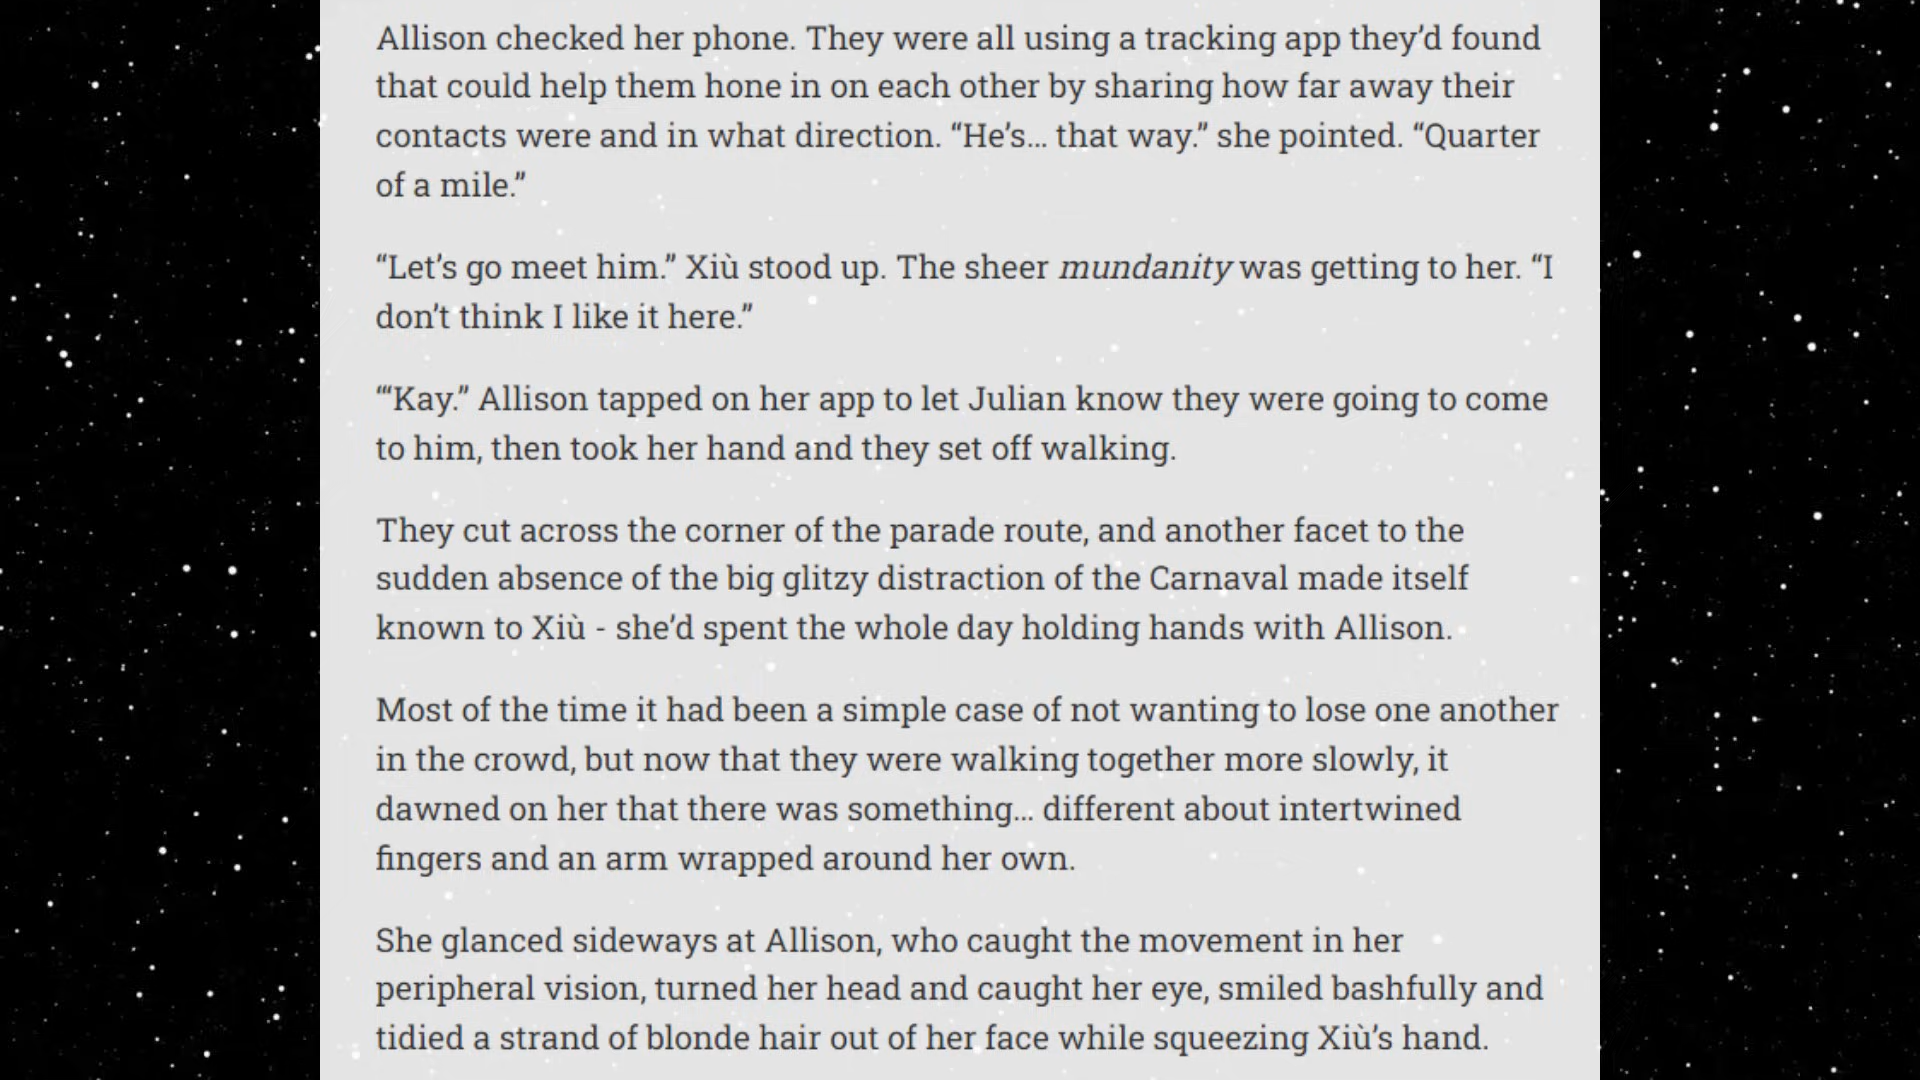 Allison checked her phone. They were all using a tracking app they’d found
that could help them hone in on each other by sharing how far away their
contacts were and in what direction. “He’s… that way.” she pointed. “Quarter
of a mile.”
“Let’s go meet him.” Xiù stood up. The sheer mundanity was getting to her. “I
don’t think I like it here.”
“‘Kay.” Allison tapped on her app to let Julian know they were going to come
to him, then took her hand and they set off walking.
They cut across the corner of the parade route, and another facet to the
sudden absence of the big glitzy distraction of the Carnaval made itself
known to Xiù - she’d spent the whole day holding hands with Allison.
Most of the time it had been a simple case of not wanting to lose one another
in the crowd, but now that they were walking together more slowly, it
dawned on her that there was something… different about intertwined
fingers and an arm wrapped around her own.
She glanced sideways at Allison, who caught the movement in her
peripheral vision, turned her head and caught her eye, smiled bashfully and
tidied a strand of blonde hair out of her face while squeezing Xiù’s hand.